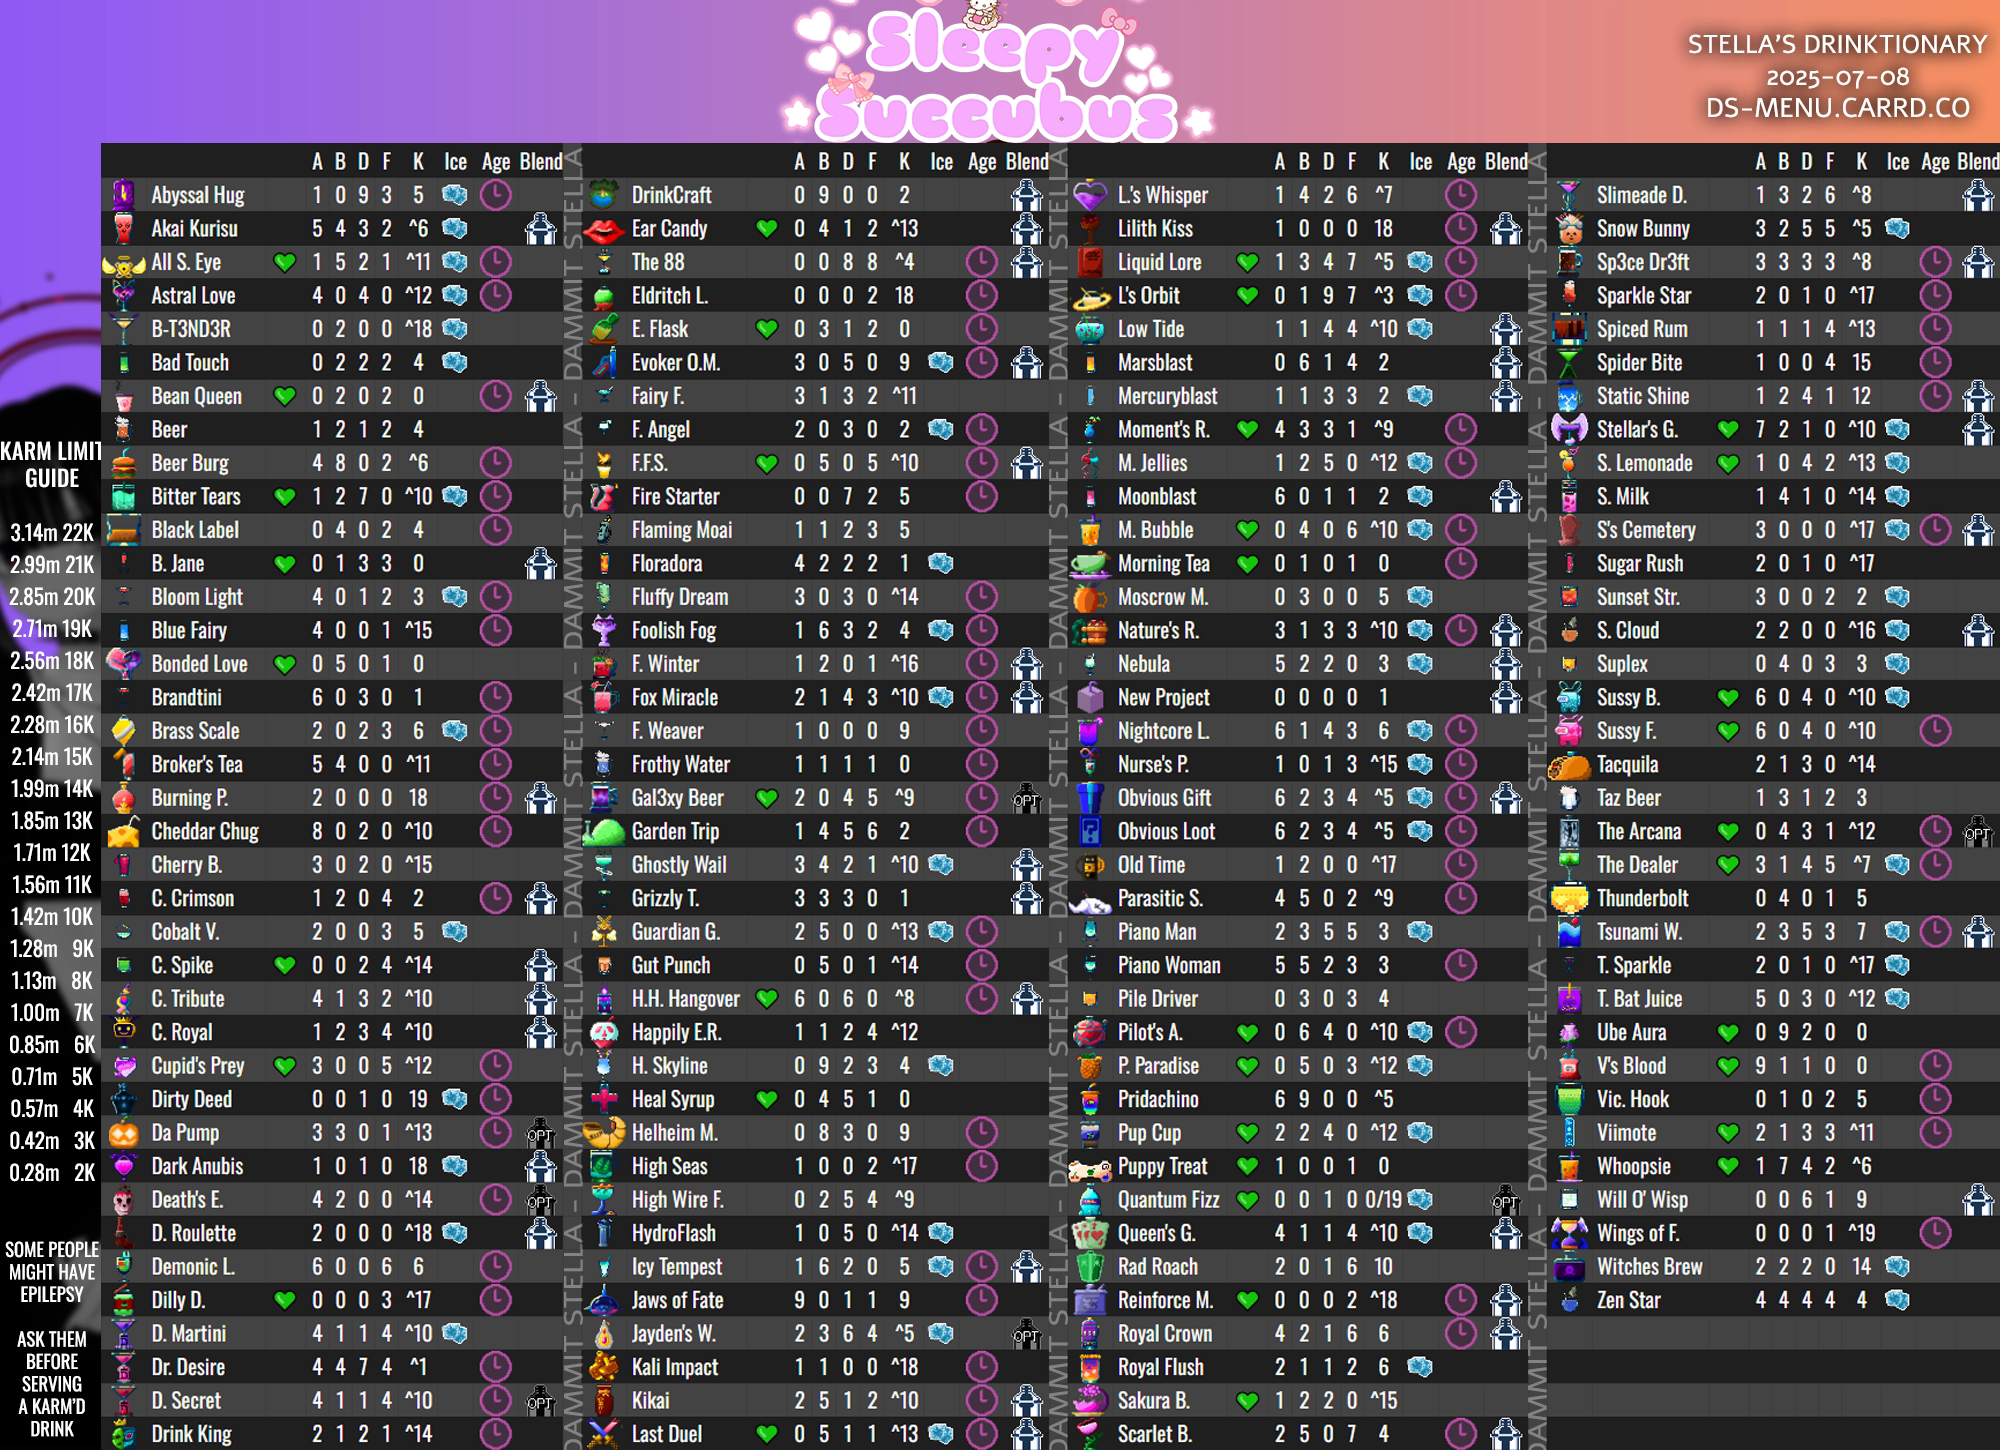 Sleepy
Succubus
STELLA'S DRINKTIONARY
2025-07-08
DS-MENU.CARRD.CO
KARM LIMIT
GUIDE
3.14m 22K
2.99m 21K
2.85m 20K
2.71m 19K
2.56m 18K
2.42m 17K
2.28m 16K
2.14m 15K
1.99m 14K
1.85m 13K
1.71m 12K
1.56m 11K
1.42m 10K
1.28m 9K
1.13m 8K
1.00m 7K
0.85m 6K
0.71m 5K
0.57m 4K
0.42m 3K
0.28m 2K
SOME PEOPLE
MIGHT HAVE
EPILEPSY
ASK THEM
BEFORE
SERVING
A KARM'D
DRINK
A B D F K Ice Age Blend
Abyssal Hug 1 0 9 3 5
Akai Kurisu 5 4 3 2 ^6
All S. Eye 1 5 2 1 ^11
Astral Love 4 0 4 0 ^12
B-T3ND3R 0 2 0 0 ^18
Bad Touch 0 2 2 2 4
Bean Queen 0 2 0 2 0
Beer 1 2 1 2 4
Beer Burg 4 8 0 2 ^6
Bitter Tears 1 2 7 0 ^10
Black Label 0 4 0 2 4
B. Jane 0 1 3 3 0
Bloom Light 4 0 1 2 3
Blue Fairy 4 0 0 1 ^15
Bonded Love 0 5 0 1 0
Brandtini 6 0 3 0 1
Brass Scale 2 0 2 3 6
Broker's Tea 5 4 0 0 ^11
Burning P. 2 0 0 0 18
Cheddar Chug 8 0 2 0 ^10
Cherry B. 3 0 2 0 ^15
C. Crimson 1 2 0 4 2
Cobalt V. 2 0 0 3 5
C. Spike 0 0 2 4 ^14
C. Tribute 4 1 3 2 ^10
C. Royal 1 2 3 4 ^10
Cupid's Prey 3 0 0 5 ^12
Dirty Deed 0 0 1 0 19
Da Pump 3 3 0 1 ^13 OPT
Dark Anubis 1 0 1 0 18
Death's E. 4 2 0 0 ^14 OPT
D. Roulette 2 0 0 0 ^18
Demonic L. 6 0 0 6 6
Dilly D. 0 0 0 3 ^17
D. Martini 4 1 1 4 ^10
Dr. Desire 4 4 7 4 ^1
D. Secret 4 1 1 4 ^10 OPT
Drink King 2 1 2 1 ^14
DAMMIT STELLA - DAMMIT STELLA - DAMMIT STELLA - DAMMIT STELLA
A B D F K Ice Age Blend
DrinkCraft 0 9 0 0 2
Ear Candy 0 4 1 2 ^13
The 88 0 0 8 8 ^4
Eldritch L. 0 0 0 2 18
E. Flask 0 3 1 2 0
Evoker O.M. 3 0 5 0 9
Fairy F. 3 1 3 2 ^11
F. Angel 2 0 3 0 2
F.F.S. 0 5 0 5 ^10
Fire Starter 0 0 7 2 5
Flaming Moai 1 1 2 3 5
Floradora 4 2 2 2 1
Fluffy Dream 3 0 3 0 ^14
Foolish Fog 1 6 3 2 4
F. Winter 1 2 0 1 ^16
Fox Miracle 2 1 4 3 ^10
F. Weaver 1 0 0 0 9
Frothy Water 1 1 1 1 0
Gal3xy Beer 2 0 4 5 ^9 OPT
Garden Trip 1 4 5 6 2
Ghostly Wail 3 4 2 1 ^10
Grizzly T. 3 3 3 0 1
Guardian G. 2 5 0 0 ^13
Gut Punch 0 5 0 1 ^14
H.H. Hangover 6 0 6 0 ^8
Happily E.R. 1 1 2 4 ^12
H. Skyline 0 9 2 3 4
Heal Syrup 0 4 5 1 0
Helheim M. 0 8 3 0 9
High Seas 1 0 0 2 ^17
High Wire F. 0 2 5 4 ^9
HydroFlash 1 0 5 0 ^14
Icy Tempest 1 6 2 0 5
Jaws of Fate 9 0 1 1 9
Jayden's W. 2 3 6 4 ^5 OPT
Kali Impact 1 1 0 0 ^18
Kikai 2 5 1 2 ^10
Last Duel 0 5 1 1 ^13
DAMMIT STELLA - DAMMIT STELLA - DAMMIT STELLA - DAMMIT STELLA
A B D F K Ice Age Blend
L.'s Whisper 1 4 2 6 ^7
Lilith Kiss 1 0 0 0 18
Liquid Lore 1 3 4 7 ^5
L's Orbit 0 1 9 7 ^3
Low Tide 1 1 4 4 ^10
Marsblast 0 6 1 4 2
Mercuryblast 1 1 3 3 2
Moment's R. 4 3 3 1 ^9
M. Jellies 1 2 5 0 ^12
Moonblast 6 0 1 1 2
M. Bubble 0 4 0 6 ^10
Morning Tea 0 1 0 1 0
Moscrow M. 0 3 0 0 5
Nature's R. 3 1 3 3 ^10
Nebula 5 2 2 0 3
New Project 0 0 0 0 1
Nightcore L. 6 1 4 3 6
Nurse's P. 1 0 1 3 ^15
Obvious Gift 6 2 3 4 ^5
Obvious Loot 6 2 3 4 ^5
Old Time 1 2 0 0 ^17
Parasitic S. 4 5 0 2 ^9
Piano Man 2 3 5 5 3
Piano Woman 5 5 2 3 3
Pile Driver 0 3 0 3 4
Pilot's A. 0 6 4 0 ^10
P. Paradise 0 5 0 3 ^12
Pridachino 6 9 0 0 ^5
Pup Cup 2 2 4 0 ^12
Puppy Treat 1 0 0 1 0
Quantum Fizz 0 0 1 0 0/19 OPT
Queen's G. 4 1 1 4 ^10
Rad Roach 2 0 1 6 10
Reinforce M. 0 0 0 2 ^18
Royal Crown 4 2 1 6 6
Royal Flush 2 1 1 2 6
Sakura B. 1 2 2 0 ^15
Scarlet B. 2 5 0 7 4
DAMMIT STELLA - DAMMIT STELLA - DAMMIT STELLA - DAMMIT STELLA
A B D F K Ice Age Blend
Slimeade D. 1 3 2 6 ^8
Snow Bunny 3 2 5 5 ^5
Sp3ce Dr3ft 3 3 3 3 ^8
Sparkle Star 2 0 1 0 ^17
Spiced Rum 1 1 1 4 ^13
Spider Bite 1 0 0 4 15
Static Shine 1 2 4 1 12
Stellar's G. 7 2 1 0 ^10
S. Lemonade 1 0 4 2 ^13
S. Milk 1 4 1 0 ^14
S's Cemetery 3 0 0 0 ^17
Sugar Rush 2 0 1 0 ^17
Sunset Str. 3 0 0 2 2
S. Cloud 2 2 0 0 ^16
Suplex 0 4 0 3 3
Sussy B. 6 0 4 0 ^10
Sussy F. 6 0 4 0 ^10
Tacquila 2 1 3 0 ^14
Taz Beer 1 3 1 2 3
The Arcana 0 4 3 1 ^12 OPT
The Dealer 3 1 4 5 ^7
Thunderbolt 0 4 0 1 5
Tsunami W. 2 3 5 3 7
T. Sparkle 2 0 1 0 ^17
T. Bat Juice 5 0 3 0 ^12
Ube Aura 0 9 2 0 0
V's Blood 9 1 1 0 0
Vic. Hook 0 1 0 2 5
Viimote 2 1 3 3 ^11
Whoopsie 1 7 4 2 ^6
Will O' Wisp 0 0 6 1 9
Wings of F. 0 0 0 1 ^19
Witches Brew 2 2 2 0 14
Zen Star 4 4 4 4 4